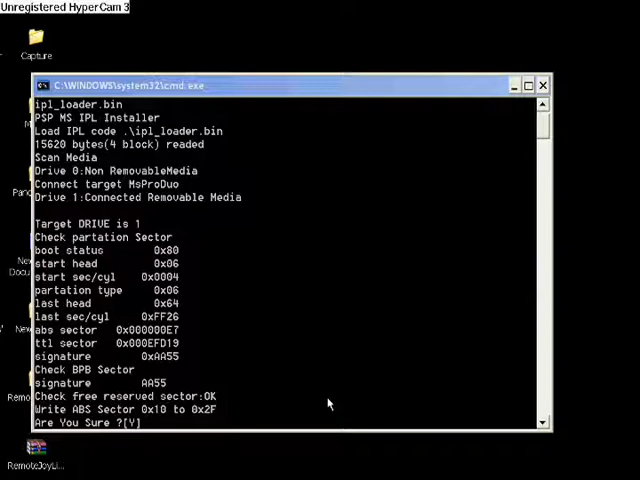 Unregistered HyperCam 3
Capture
C:\WINDOWS\system32\cmd.exe
ipl_loader.bin
PSP MS IPL Installer
Load IPL code .\ipl_loader.bin
15620 bytes(4 block) readed
Scan Media
Drive 0:Non RemovableMedia
Connect target MsProDuo
Drive 1:Connected Removable Media
Target DRIVE is 1
Check partation Sector
boot status 0x80
start head 0x06
start sec/cyl 0x0004
partation type 0x06
last head 0x64
last sec/cyl 0xFF26
abs sector 0x000000E7
ttl sector 0x000EFD19
signature 0xAA55
Check BPB Sector
signature AA55
Check free reserved sector:OK
Write ABS Sector 0x10 to 0x2F
Are You Sure ?[Y]
RemoteJoyLi...